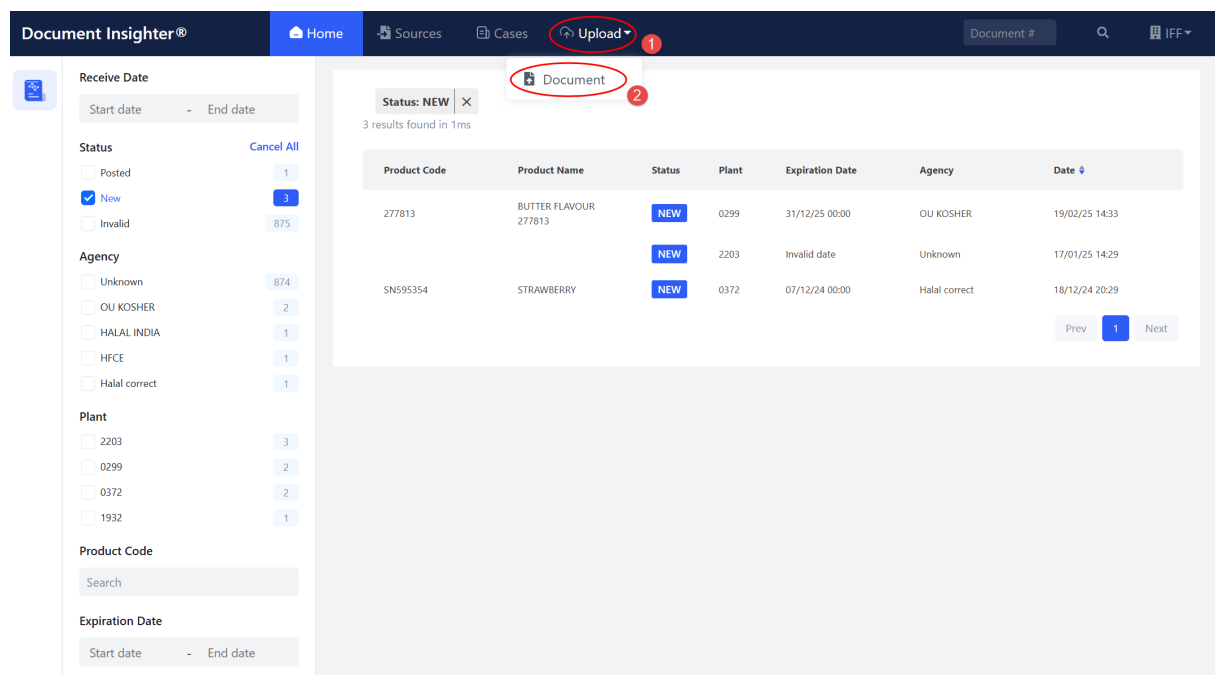 Document Insighter®
Home
Sources
Cases
Upload
1
Document #
IFF
Document
2
Receive Date
Start date - End date
Status Cancel All
Posted 1
New 3
Invalid 875
Agency
Unknown 874
OU KOSHER 2
HALAL INDIA 1
HFCE 1
Halal correct 1
Plant
2203 3
0299 2
0372 2
1932 1
Product Code
Search
Expiration Date
Start date - End date
Status: NEW
3 results found in 1ms
Product Code Product Name Status Plant Expiration Date Agency Date
277813 BUTTER FLAVOUR 277813 NEW 0299 31/12/25 00:00 OU KOSHER 19/02/25 14:33
NEW 2203 Invalid date Unknown 17/01/25 14:29
SN595354 STRAWBERRY NEW 0372 07/12/24 00:00 Halal correct 18/12/24 20:29
Prev 1 Next